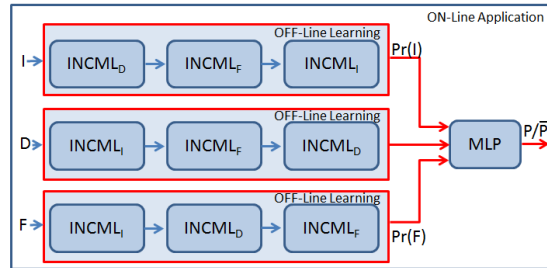 ON-Line Application
OFF-Line Learning
I INCML_D INCML_F INCML_I Pr(I)
OFF-Line Learning
D INCML_I INCML_F INCML_D MLP P/P̅
OFF-Line Learning
F INCML_I INCML_D INCML_F Pr(F)